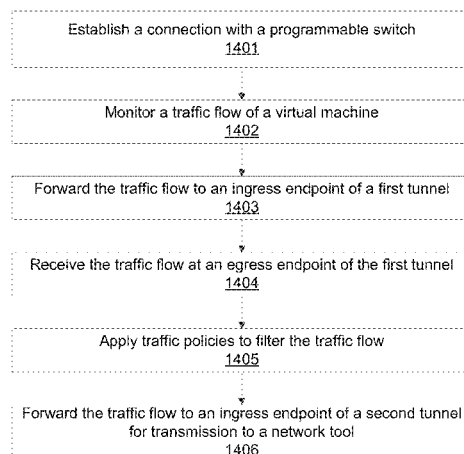 Establish a connection with a programmable switch
1401
Monitor a traffic flow of a virtual machine
1402
Forward the traffic flow to an ingress endpoint of a first tunnel
1403
Receive the traffic flow at an egress endpoint of the first tunnel
1404
Apply traffic policies to filter the traffic flow
1405
Forward the traffic flow to an ingress endpoint of a second tunnel
for transmission to a network tool
1406